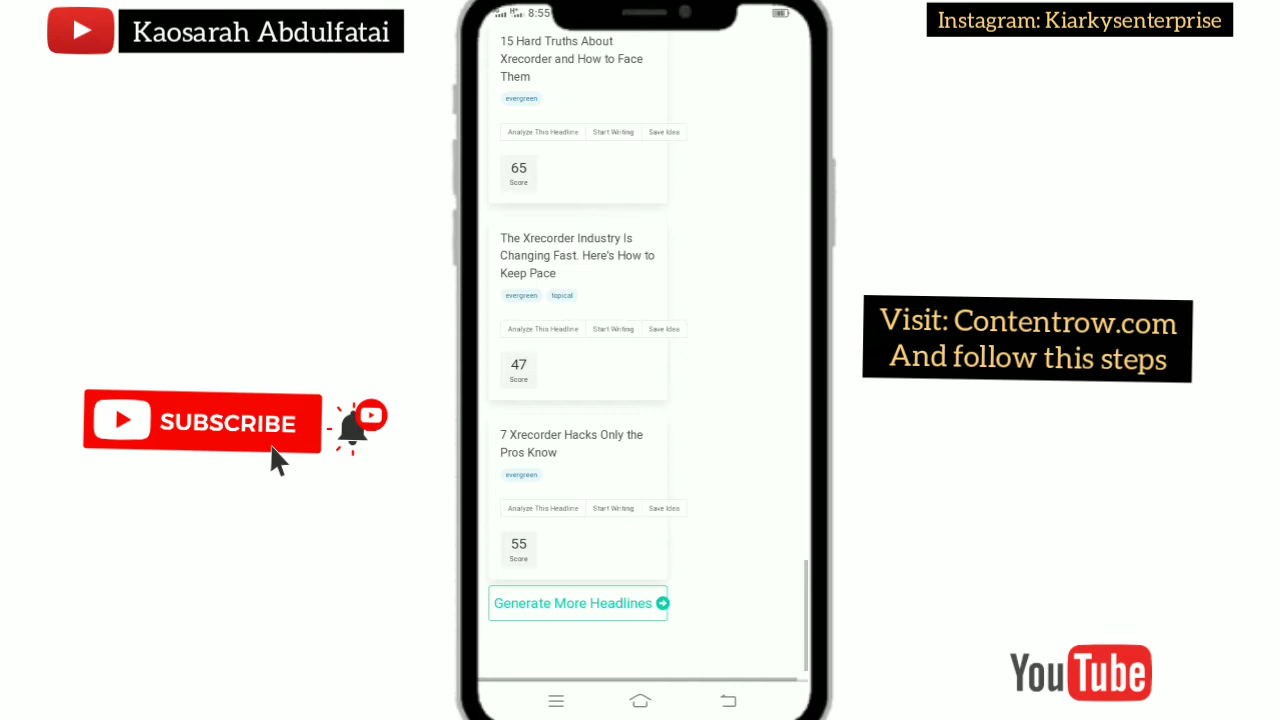 Kaosarah Abdulfatai
Instagram: Kiarkysenterprise
8:55
15 Hard Truths About
Xrecorder and How to Face
Them
evergreen
Analyze This Headline Start Writing Save Idea
65
Score
The Xrecorder Industry Is
Changing Fast. Here's How to
Keep Pace
evergreen topical
Analyze This Headline Start Writing Save Idea
47
Score
7 Xrecorder Hacks Only the
Pros Know
evergreen
Analyze This Headline Start Writing Save Idea
55
Score
Generate More Headlines
Visit: Contentrow.com
And follow this steps
SUBSCRIBE
YouTube